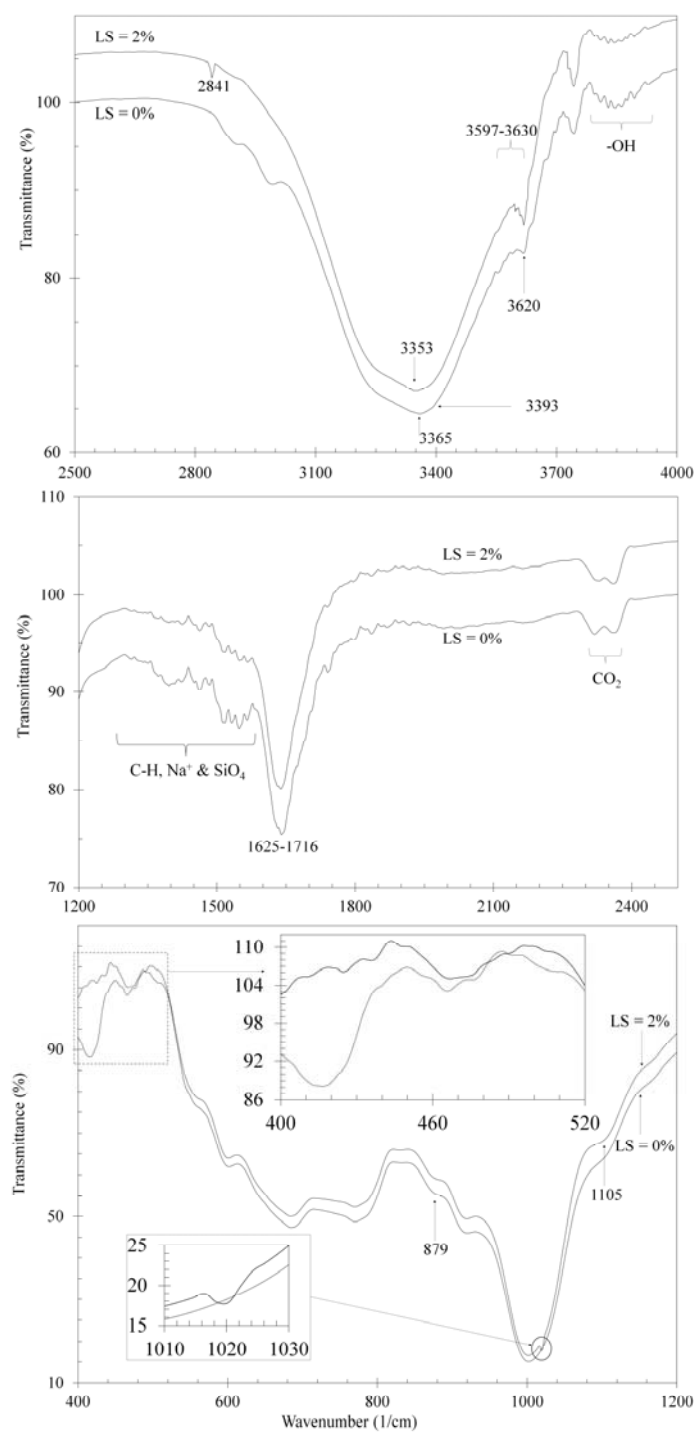 LS = 2%
2841
LS = 0%
100
3597-3630
-OH
Transmittance (%)
80
3620
3353
3393
3365
60
2500 2800 3100 3400 3700 4000
110
LS = 2%
100
LS = 0%
Transmittance (%)
90
CO₂
C-H, Na⁺ & SiO₄
80
1625-1716
70
1200 1500 1800 2100 2400
110
104
98
92
86
400 460 520
LS = 2%
LS = 0%
90
Transmittance (%)
50
1105
879
25
20
15
1010 1020 1030
10
400 600 800 1000 1200
Wavenumber (1/cm)